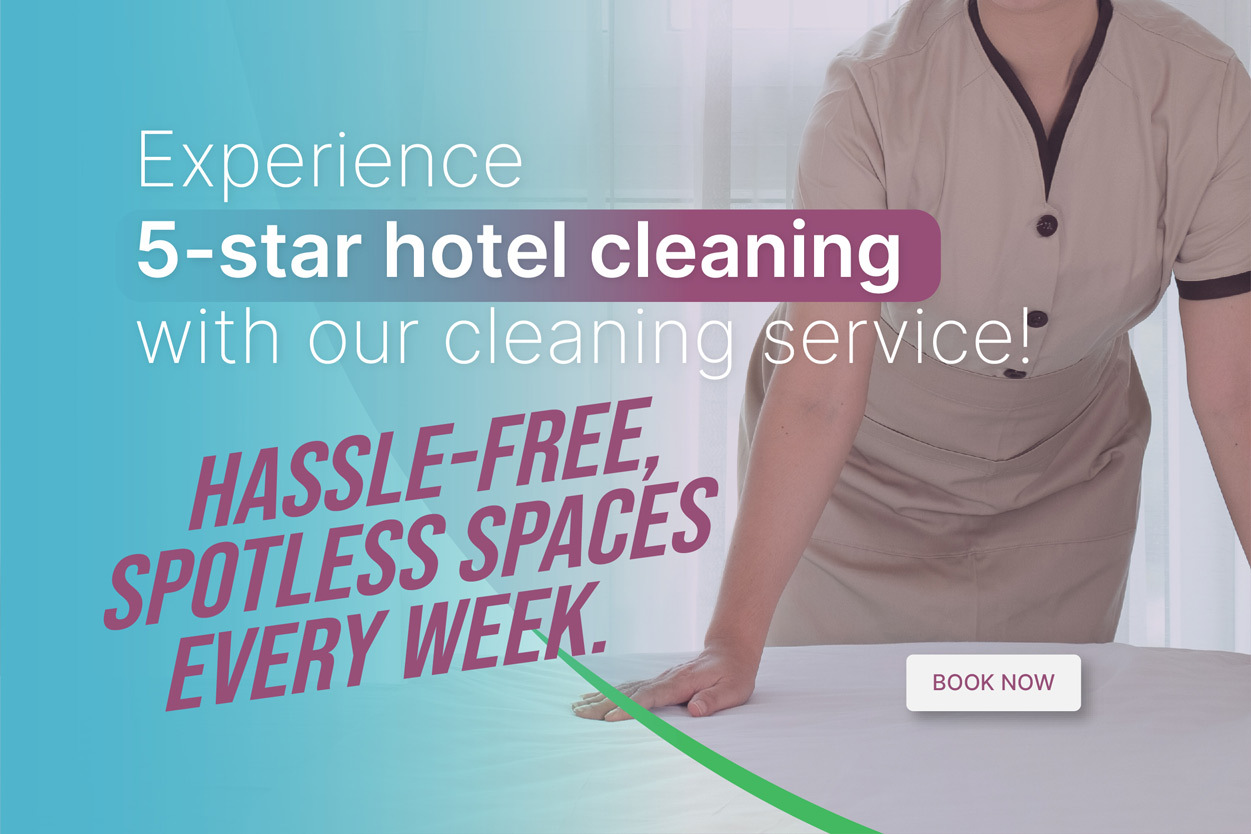 Experience
5-star hotel cleaning
with our cleaning service!
HASSLE-FREE,
SPOTLESS SPACES
EVERY WEEK.
BOOK NOW